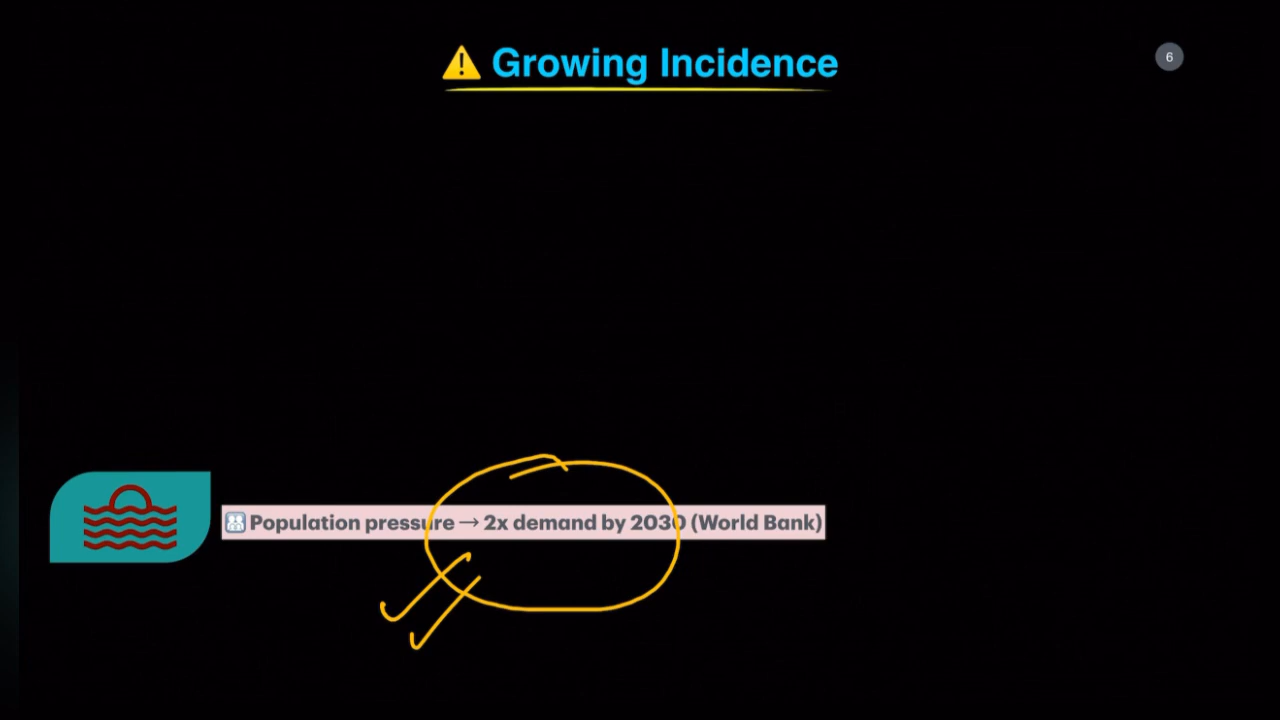 ⚠️ Growing Incidence
6
👥 Population pressure → 2x demand by 2030 (World Bank)